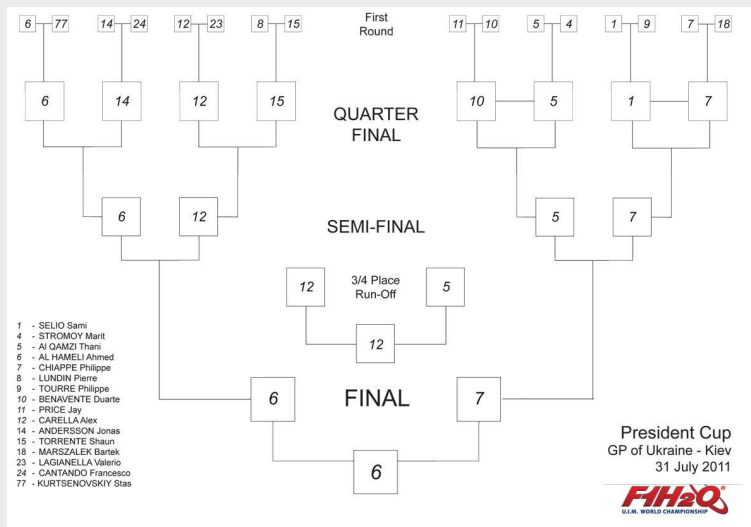 6 77 14 24 12 23 8 15 First 11 10 5 4 1 9 7 18
Round
6 14 12 15 10 5 1 7
QUARTER
FINAL
6 12 5 7
SEMI-FINAL
12 3/4 Place 5
Run-Off
12
1 - SELIO Sami
4 - STROMOY Marit
5 - Al QAMZI Thani
6 - AL HAMELI Ahmed
7 - CHIAPPE Philippe
8 - LUNDIN Pierre
9 - TOURRE Philippe
10 - BENAVENTE Duarte
11 - PRICE Jay
12 - CARELLA Alex
14 - ANDERSSON Jonas
15 - TORRENTE Shaun
18 - MARSZALEK Bartek
23 - LAGIANELLA Valerio
24 - CANTANDO Francesco
77 - KURTSENOVSKIY Stas
6 FINAL 7
6
President Cup
GP of Ukraine - Kiev
31 July 2011
F1H2O®
U.I.M. WORLD CHAMPIONSHIP